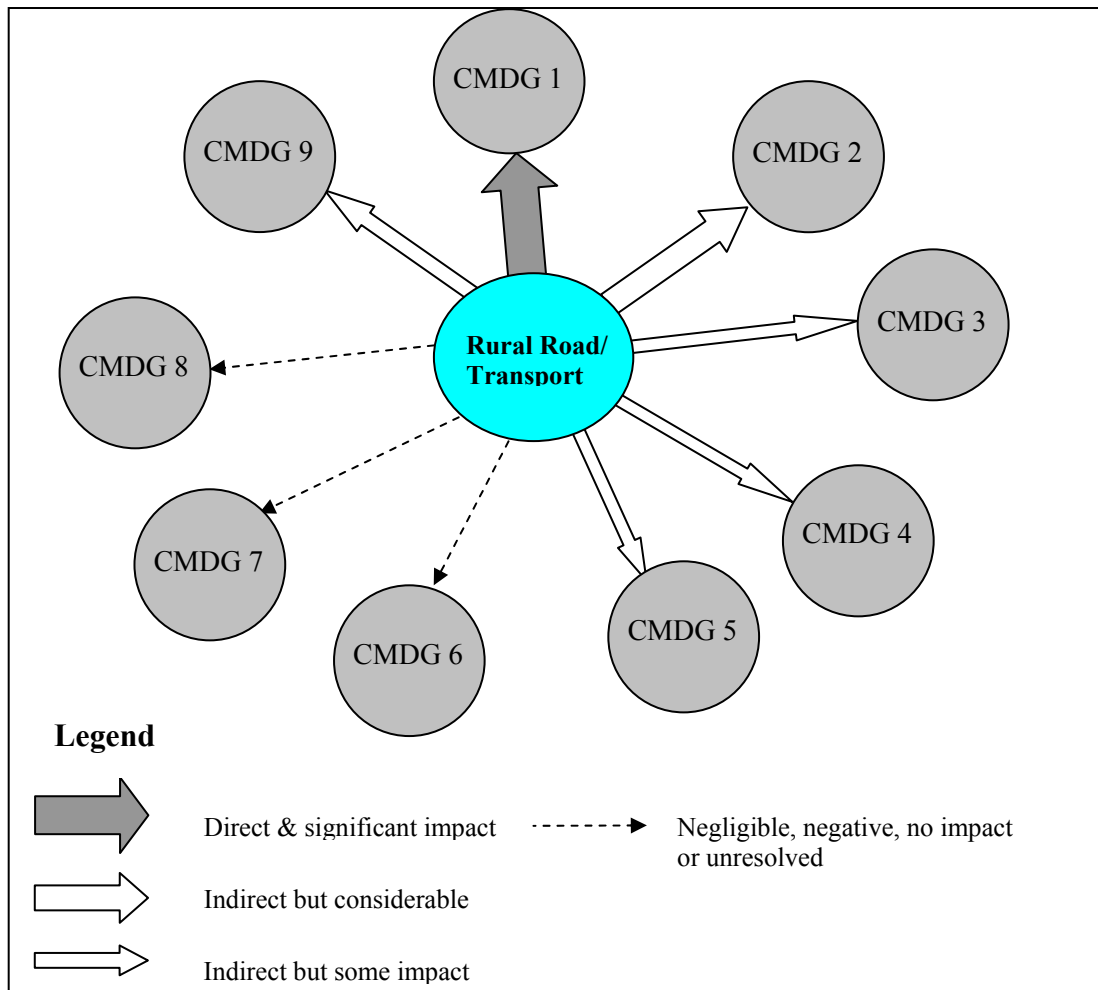 CMDG 1
CMDG 9
CMDG 2
CMDG 3
Rural Road/
Transport
CMDG 8
CMDG 4
CMDG 7
CMDG 5
CMDG 6
Legend
Direct & significant impact
Negligible, negative, no impact
or unresolved
Indirect but considerable
Indirect but some impact